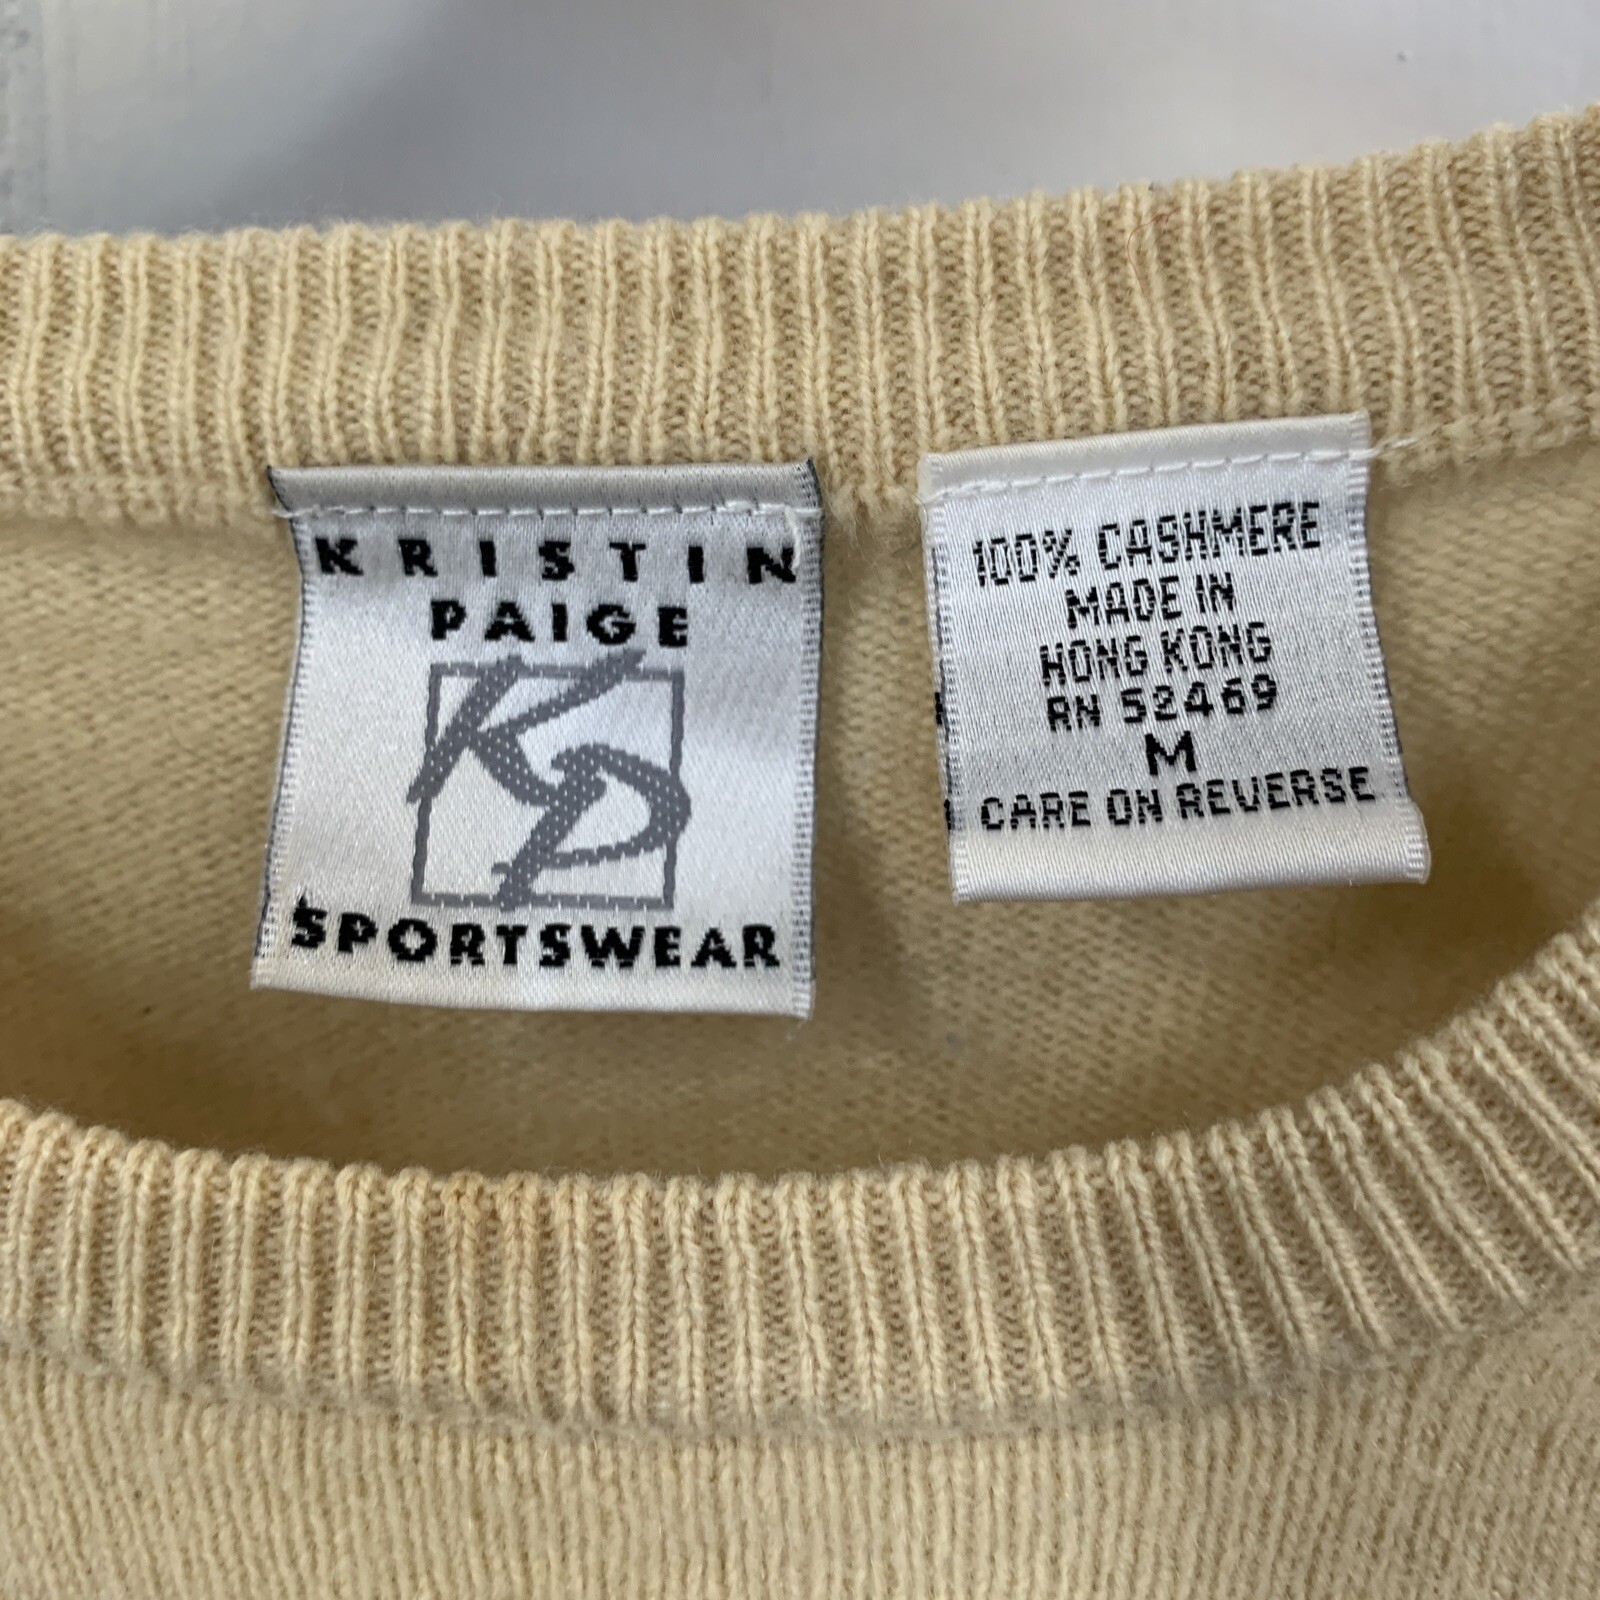 KRISTIN
PAIGE
KP
SPORTSWEAR
100% CASHMERE
MADE IN
HONG KONG
RN 52469
M
CARE ON REVERSE